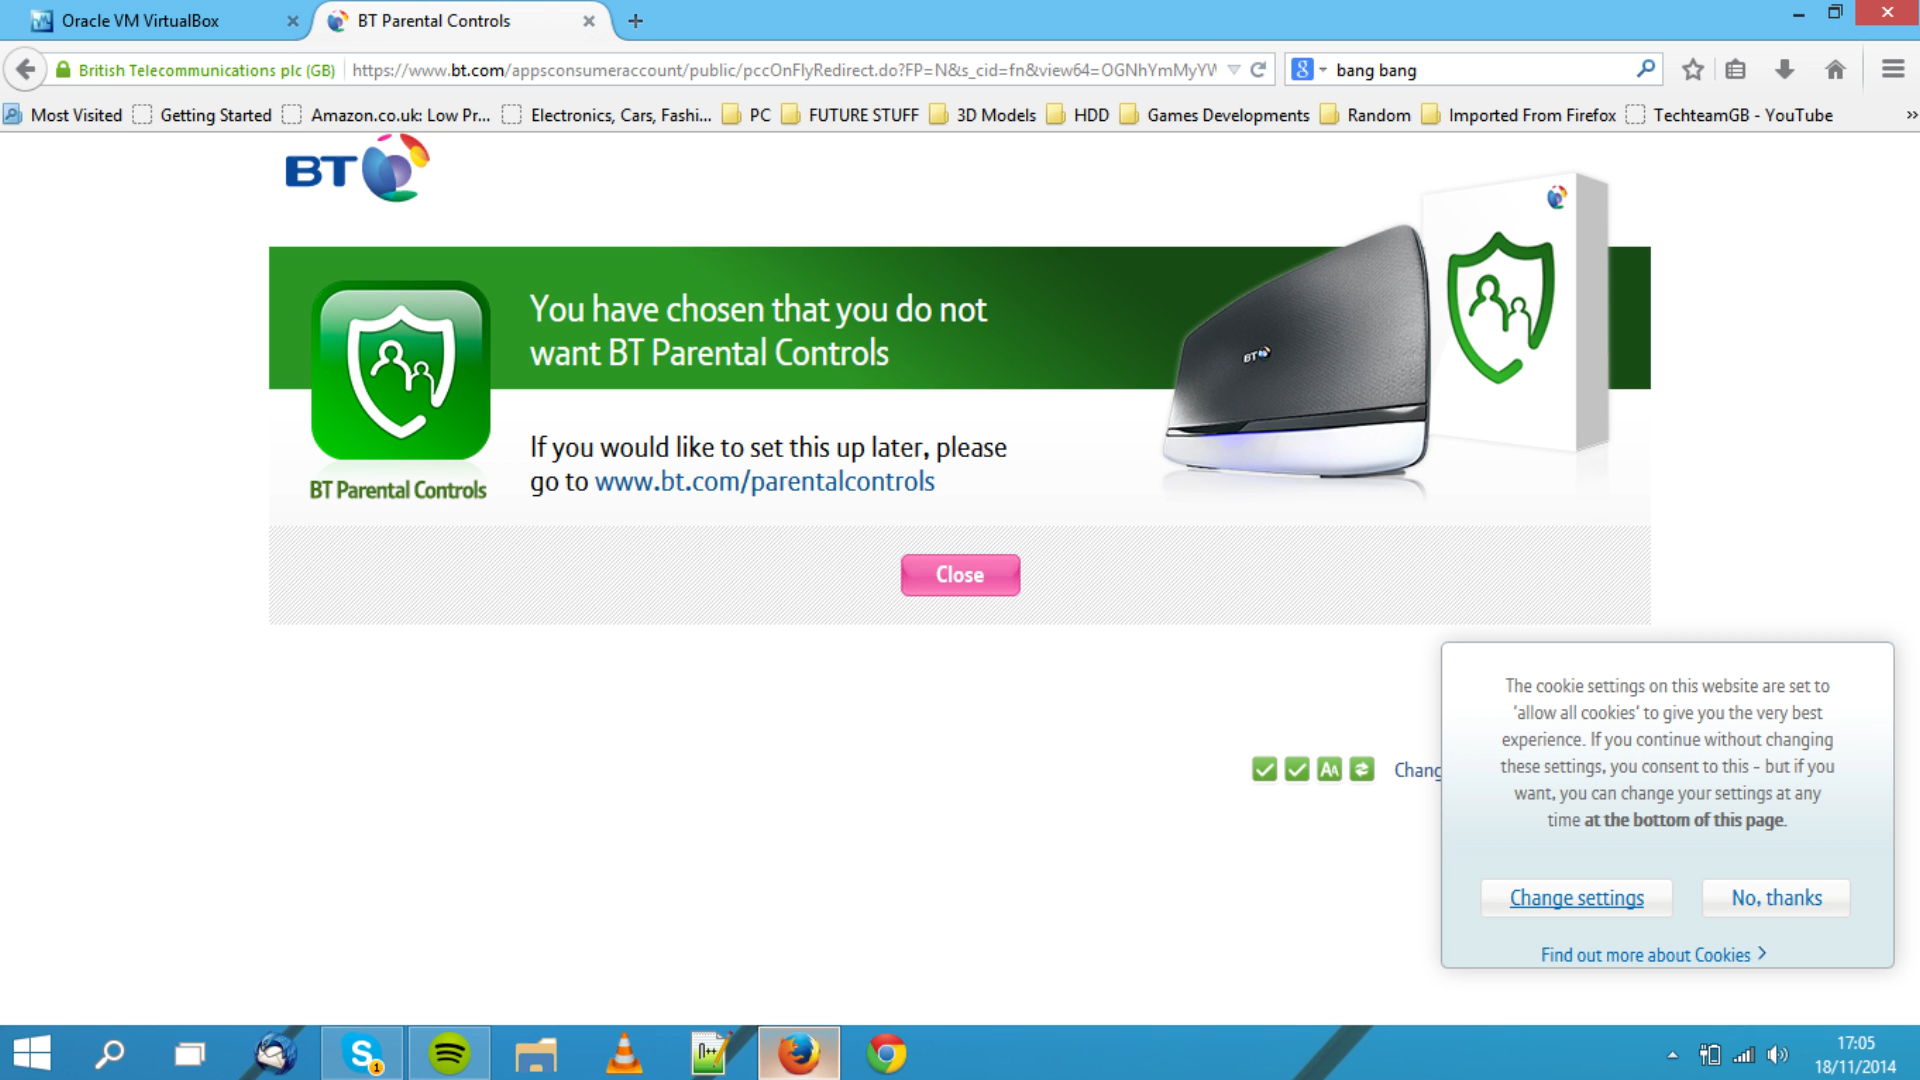 Oracle VM VirtualBox
BT Parental Controls
British Telecommunications plc (GB)
https://www.bt.com/appsconsumeraccount/public/pccOnFlyRedirect.do?FP=N&s_cid=fn&view64=OGNhYmMyYW
8
bang bang
Most Visited
Getting Started
Amazon.co.uk: Low Pr...
Electronics, Cars, Fashi...
PC
FUTURE STUFF
3D Models
HDD
Games Developments
Random
Imported From Firefox
TechteamGB - YouTube
»
BT
You have chosen that you do not
want BT Parental Controls
BT
If you would like to set this up later, please
go to www.bt.com/parentalcontrols
BT Parental Controls
Close
The cookie settings on this website are set to
'allow all cookies' to give you the very best
experience. If you continue without changing
these settings, you consent to this - but if you
want, you can change your settings at any
time at the bottom of this page.
AA
Chang
Change settings
No, thanks
Find out more about Cookies >
S
1
n++
17:05
18/11/2014